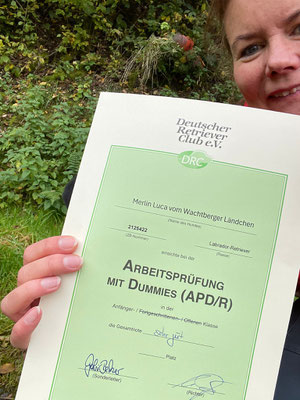 Deutscher
Retriever
Club e.V.
DRC
Merlin Luca vom Wachtberger Ländchen
(Name des Hundes)
2125422
Labrador-Retriever
(ZB-Nummer)
(Rasse)
erreichte bei der
ARBEITSPRÜFUNG
MIT DUMMIES (APD/R)
in der
Anfänger- / Fortgeschrittenen- / Offenen Klasse
die Gesamtnote sehr gut
Platz
(Sonderleiter)
(Richter)